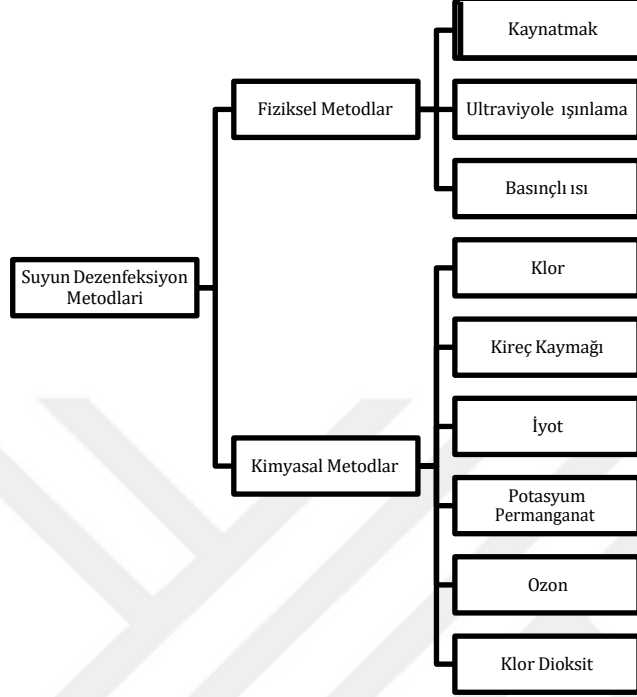 Kaynatmak
Fiziksel Metodlar
Ultraviyole ışınlama
Basınçlı ısı
Suyun Dezenfeksiyon
Metodlari
Klor
Kireç Kaymağı
İyot
Kimyasal Metodlar
Potasyum
Permanganat
Ozon
Klor Dioksit